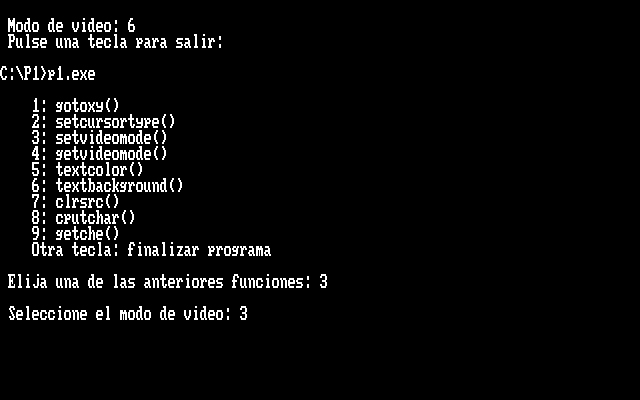 Modo de video: 6
Pulse una tecla para salir:
C:\P1>p1.exe
1: gotoxy()
2: setcursortype()
3: setvideomode()
4: getvideomode()
5: textcolor()
6: textbackground()
7: clrsrc()
8: cputchar()
9: getche()
Otra tecla: finalizar programa
Elija una de las anteriores funciones: 3
Seleccione el modo de video: 3